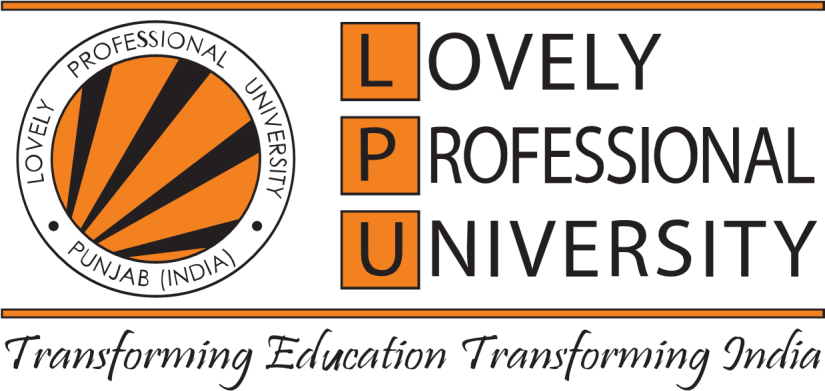 LOVELY PROFESSIONAL UNIVERSITY
PUNJAB (INDIA)
LOVELY
PROFESSIONAL
UNIVERSITY
Transforming Education Transforming India